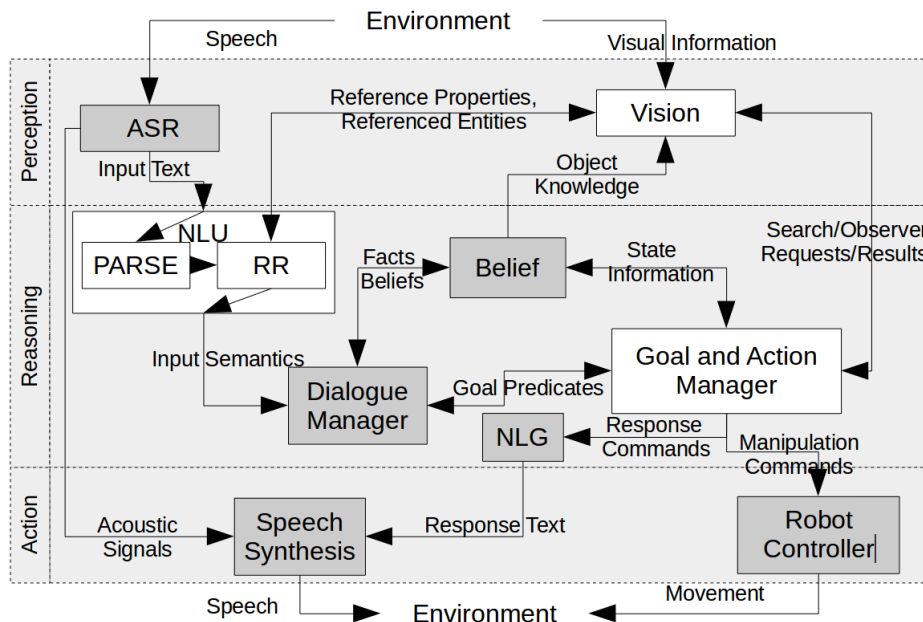 Environment
Speech
Visual Information
Perception
Reference Properties,
Referenced Entities
Vision
ASR
Input Text
Object
Knowledge
Reasoning
NLU
PARSE
RR
Facts
Beliefs
Belief
State
Information
Search/Observer
Requests/Results
Input Semantics
Goal and Action
Manager
Dialogue
Manager
Goal Predicates
NLG
Response
Commands
Manipulation
Commands
Action
Acoustic
Signals
Speech
Synthesis
Response Text
Robot
Controller
Speech
Environment
Movement